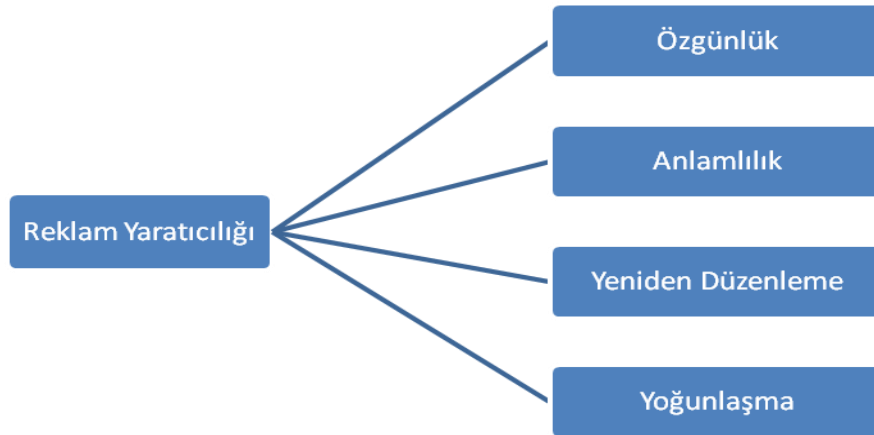 Reklam Yaratıcılığı
Özgünlük
Anlamlılık
Yeniden Düzenleme
Yoğunlaşma